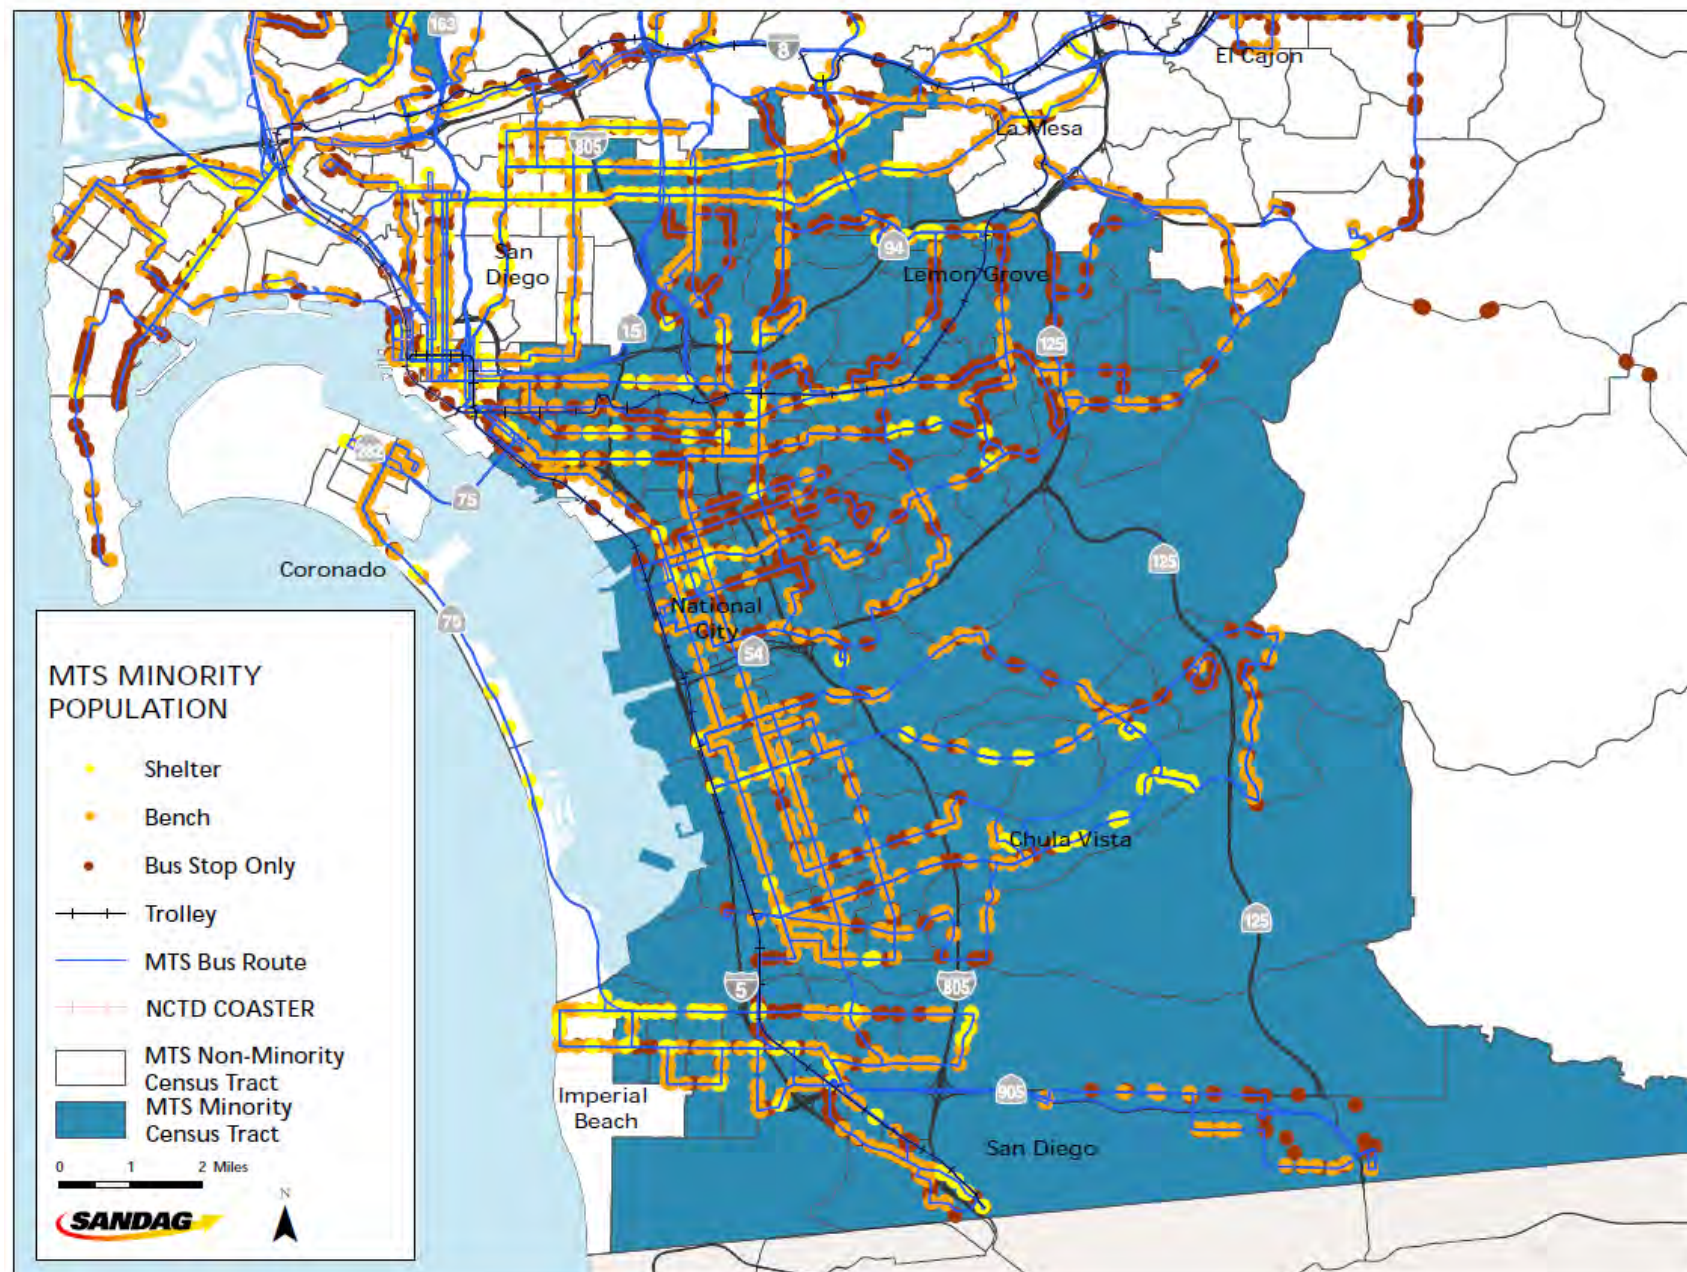 163
8
El Cajon
805
La Mesa
San
Diego
94
Lemon Grove
15
125
282
75
Coronado
125
75
National
City
54
MTS MINORITY
POPULATION
Shelter
Bench
Bus Stop Only
Trolley
MTS Bus Route
NCTD COASTER
MTS Non-Minority
Census Tract
MTS Minority
Census Tract
0 1 2 Miles
SANDAG
N
Chula Vista
125
5
805
905
Imperial
Beach
San Diego